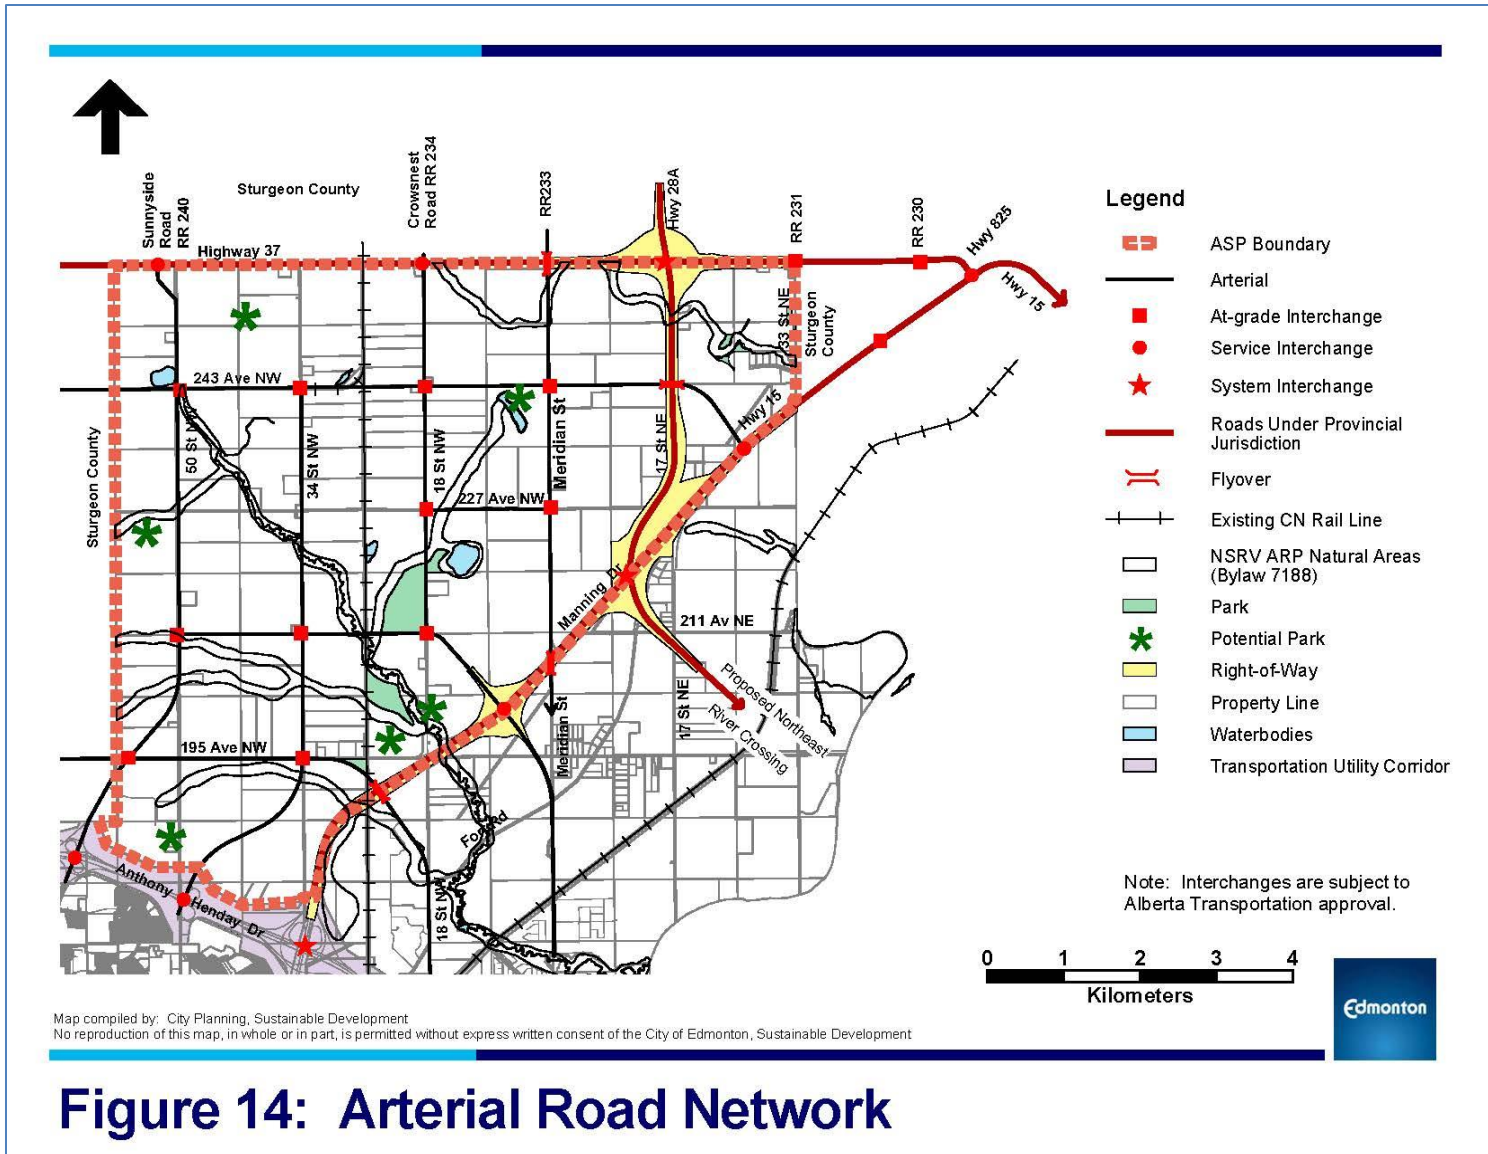 Sunnyside
Road
RR 240
Sturgeon County
Crowsnest
Road RR 234
RR233
Hwy 28A
RR 231
RR 230
Hwy 825
Hwy 15
Highway 37
33 St NE
Sturgeon
County
243 Ave NW
50 St NW
34 St NW
18 St NW
Meridian St
17 St NE
Hwy 15
Sturgeon County
227 Ave NW
Manning Dr
211 Av NE
Proposed Northeast
River Crossing
17 St NE
Meridian St
195 Ave NW
Fort Rd
18 St NW
Anthony
Henday Dr
Legend
ASP Boundary
Arterial
At-grade Interchange
Service Interchange
System Interchange
Roads Under Provincial
Jurisdiction
Flyover
Existing CN Rail Line
NSRV ARP Natural Areas
(Bylaw 7188)
Park
Potential Park
Right-of-Way
Property Line
Waterbodies
Transportation Utility Corridor
Note: Interchanges are subject to
Alberta Transportation approval.
0 1 2 3 4
Kilometers
Edmonton
Map compiled by: City Planning, Sustainable Development
No reproduction of this map, in whole or in part, is permitted without express written consent of the City of Edmonton, Sustainable Development
Figure 14: Arterial Road Network